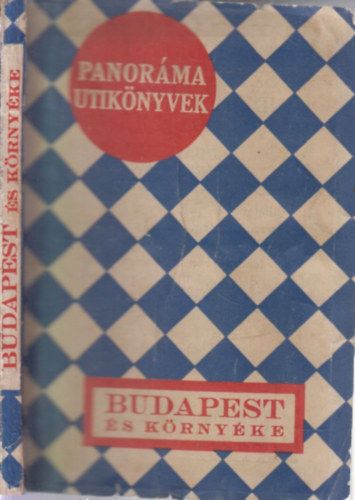 PANORÁMA
UTIKÖNYVEK
BUDAPEST
ÉS KÖRNYÉKE
BUDAPEST ÉS KÖRNYÉKE